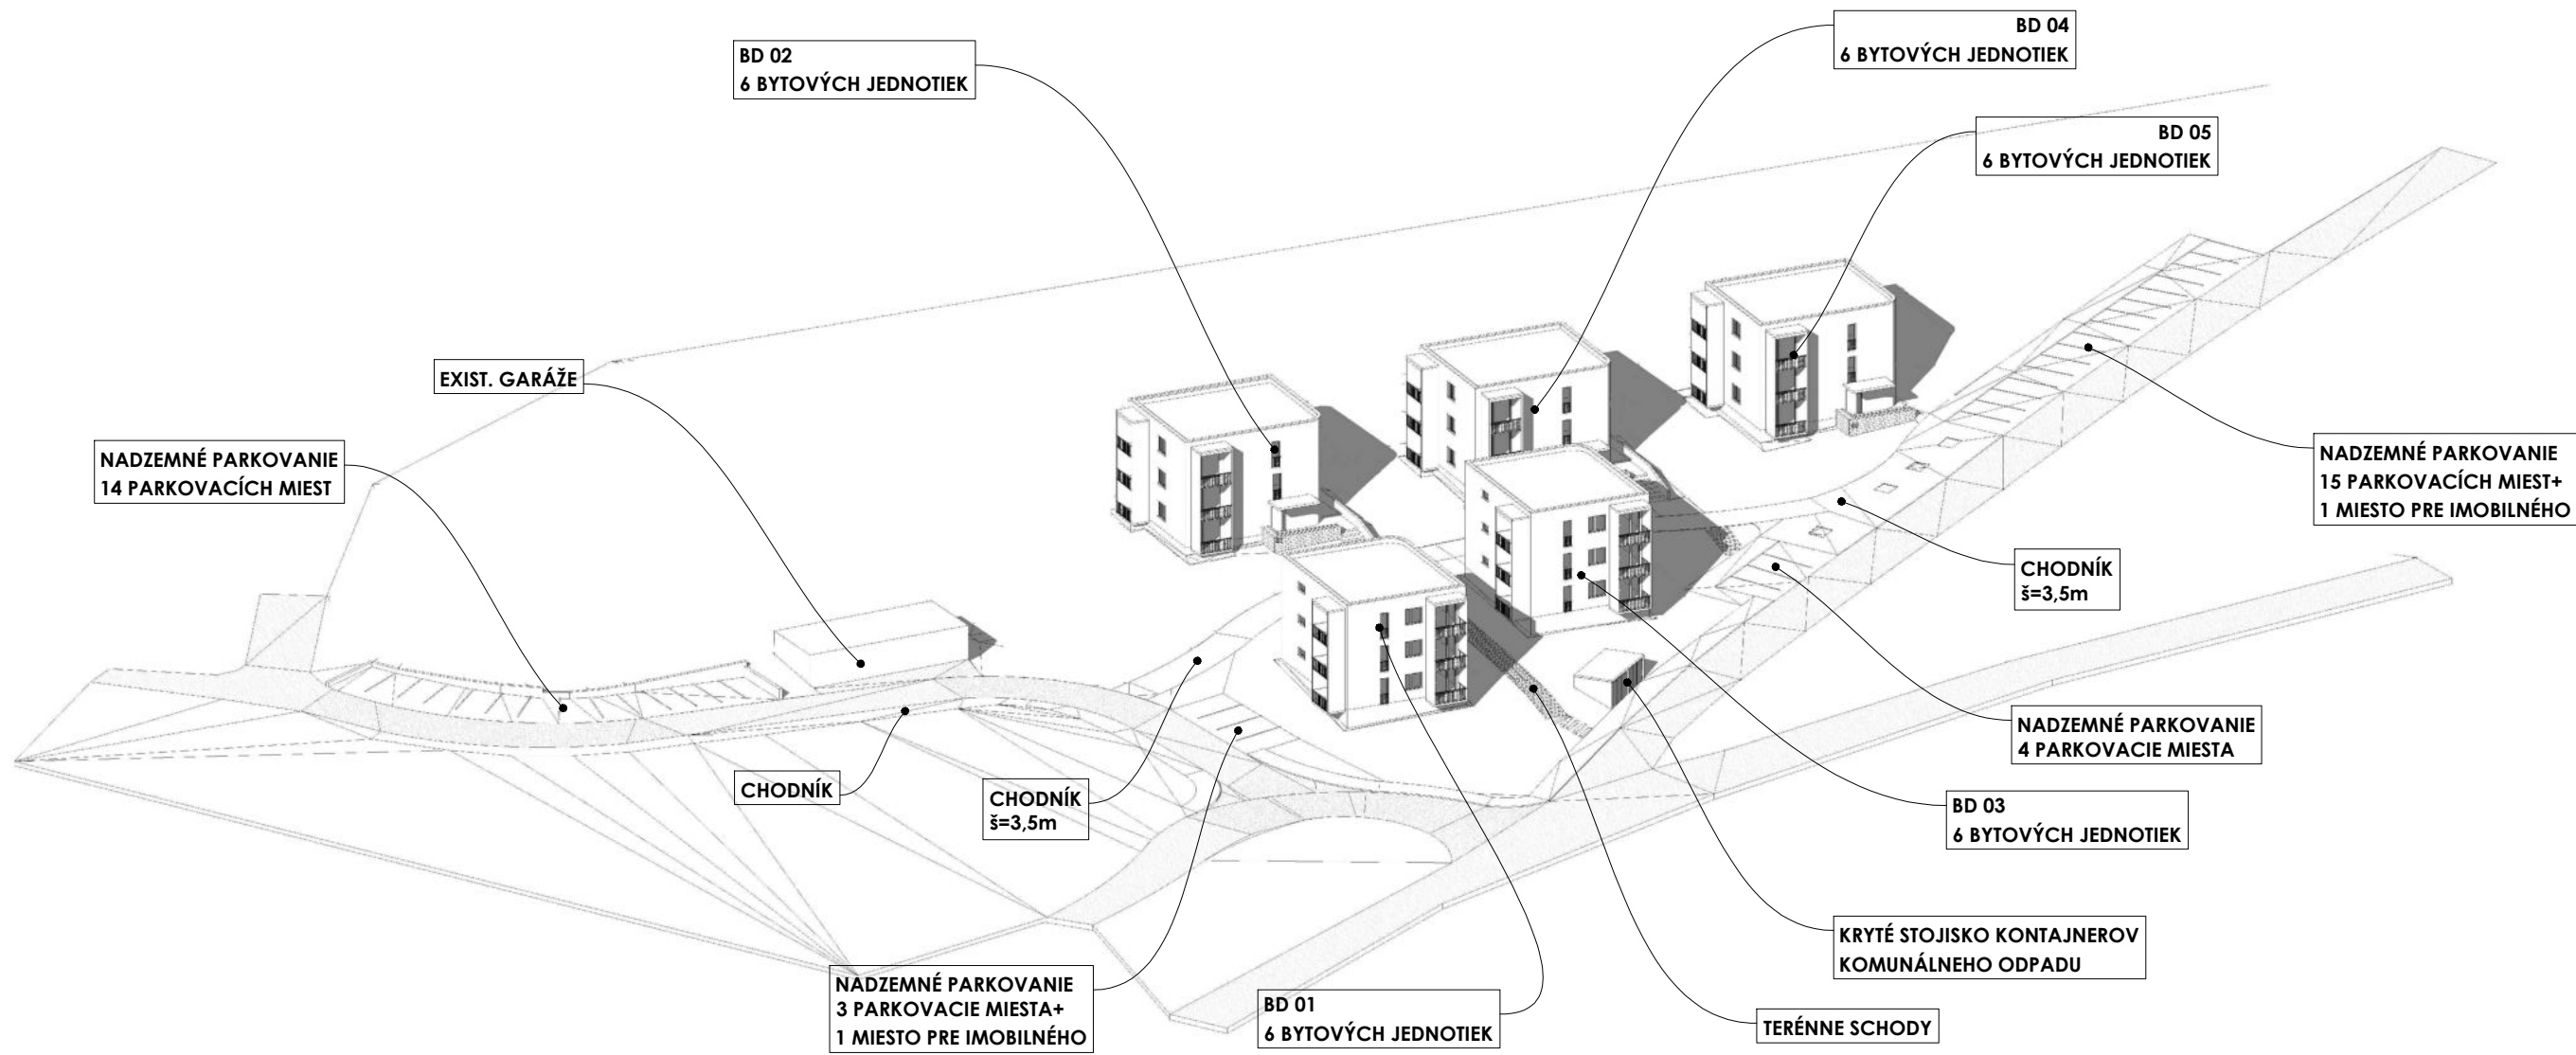 BD 04
6 BYTOVÝCH JEDNOTIEK
BD 02
6 BYTOVÝCH JEDNOTIEK
BD 05
6 BYTOVÝCH JEDNOTIEK
EXIST. GARÁŽE
NADZEMNÉ PARKOVANIE
14 PARKOVACÍCH MIEST
NADZEMNÉ PARKOVANIE
15 PARKOVACÍCH MIEST+
1 MIESTO PRE IMOBILNÉHO
CHODNÍK
š=3,5m
NADZEMNÉ PARKOVANIE
4 PARKOVACIE MIESTA
CHODNÍK
CHODNÍK
š=3,5m
BD 03
6 BYTOVÝCH JEDNOTIEK
KRYTÉ STOJISKO KONTAJNEROV
KOMUNÁLNEHO ODPADU
NADZEMNÉ PARKOVANIE
3 PARKOVACIE MIESTA+
1 MIESTO PRE IMOBILNÉHO
BD 01
6 BYTOVÝCH JEDNOTIEK
TERÉNNE SCHODY